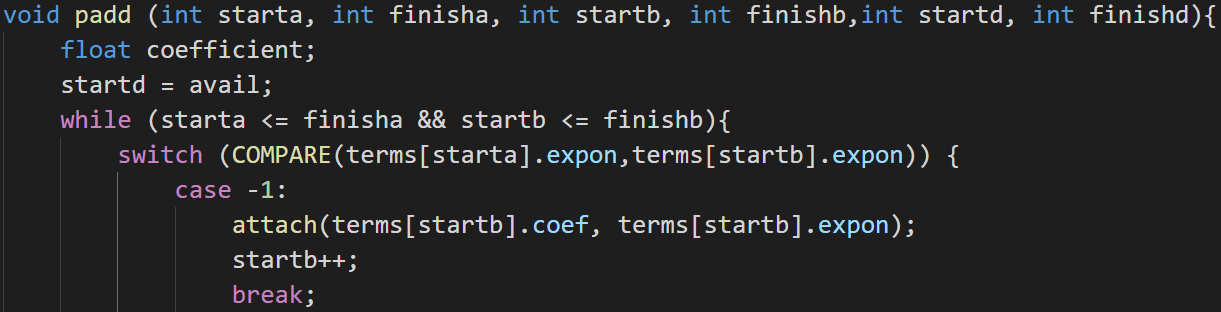 void padd (int starta, int finisha, int startb, int finishb,int startd, int finishd){
    float coefficient;
    startd = avail;
    while (starta <= finisha && startb <= finishb){
        switch (COMPARE(terms[starta].expon,terms[startb].expon)) {
            case -1:
                attach(terms[startb].coef, terms[startb].expon);
                startb++;
                break;